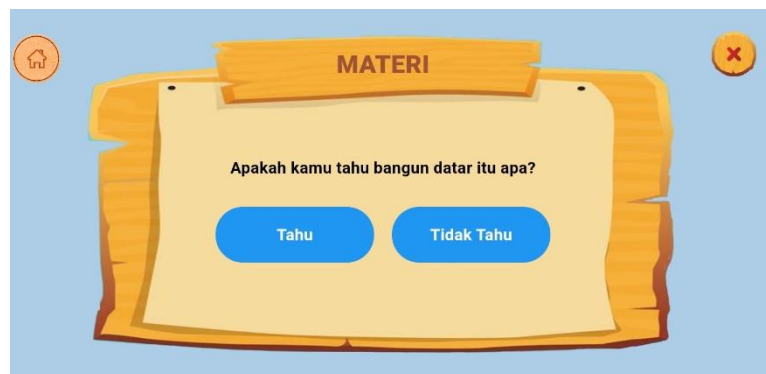 MATERI
Apakah kamu tahu bangun datar itu apa?
Tahu
Tidak Tahu